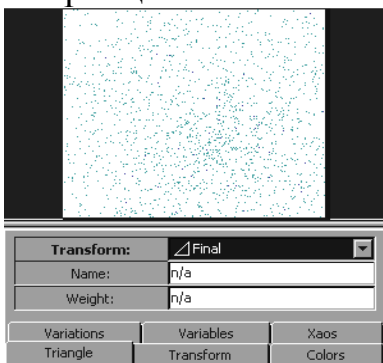 Transform: Final
Name: n/a
Weight: n/a
Variations Variables Xaos
Triangle Transform Colors